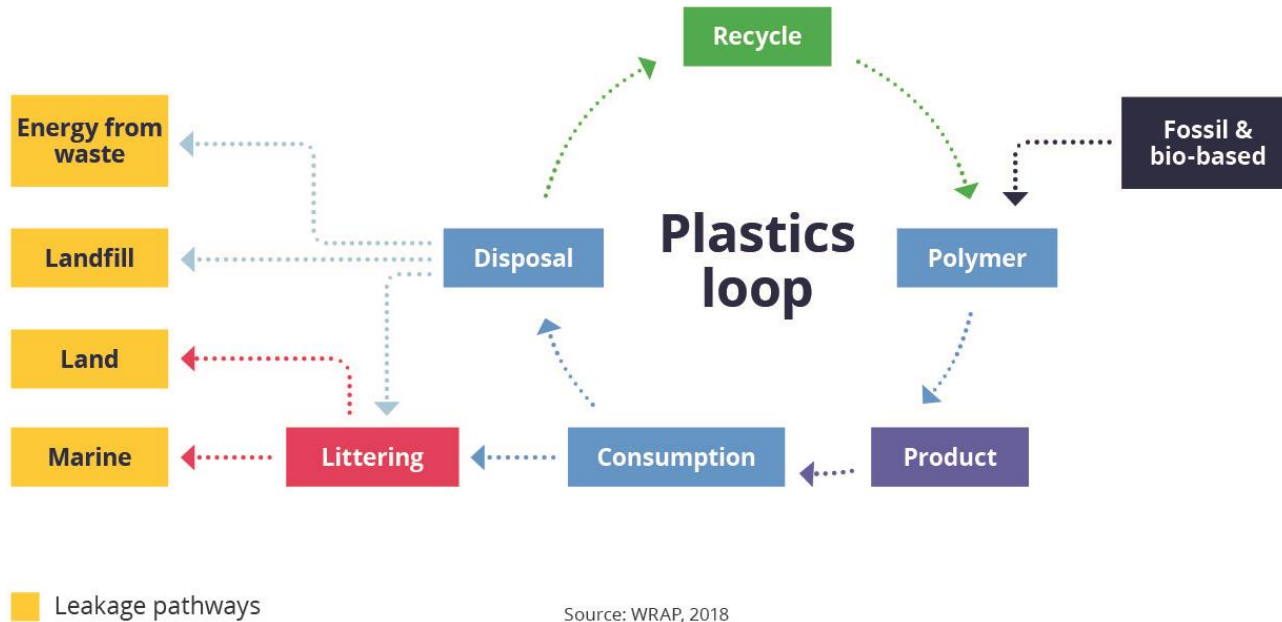 Recycle
Energy from
waste
Fossil &
bio-based
Plastics
loop
Landfill
Disposal
Polymer
Land
Marine
Littering
Consumption
Product
Leakage pathways
Source: WRAP, 2018